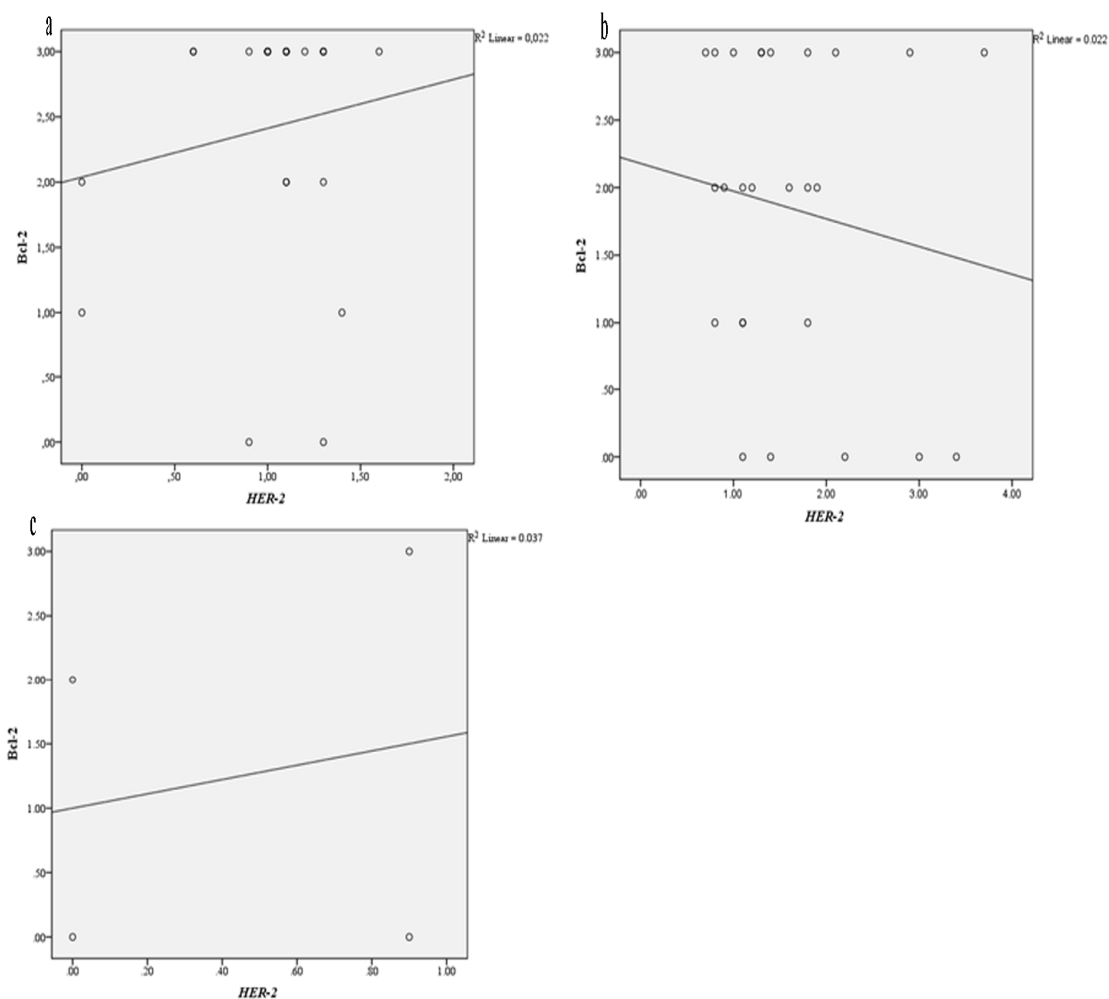 a
R² Linear = 0,022
3,00
2,50
2,00
1,50
1,00
,50
,00
Bcl-2
,00 ,50 1,00 1,50 2,00
HER-2
b
R² Linear = 0.022
3.00
2.50
2.00
1.50
1.00
.50
.00
Bcl-2
.00 1.00 2.00 3.00 4.00
HER-2
c
R² Linear = 0.037
3.00
2.50
2.00
1.50
1.00
.50
.00
Bcl-2
.00 .20 .40 .60 .80 1.00
HER-2